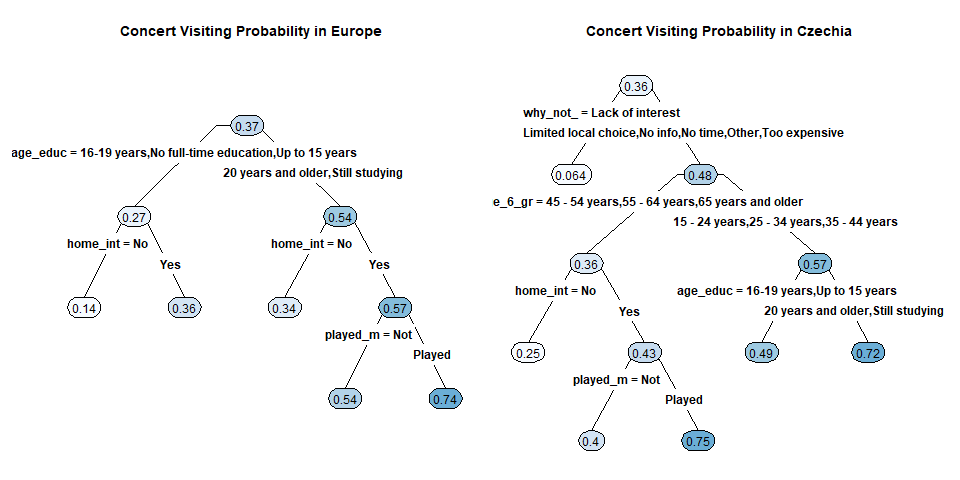 Concert Visiting Probability in Europe
0.37
age_educ = 16-19 years,No full-time education,Up to 15 years
20 years and older,Still studying
0.27
0.54
home_int = No
Yes
home_int = No
Yes
0.14
0.36
0.34
0.57
played_m = Not
Played
0.54
0.74
Concert Visiting Probability in Czechia
0.36
why_not_ = Lack of interest
Limited local choice,No info,No time,Other,Too expensive
0.064
0.48
e_6_gr = 45 - 54 years,55 - 64 years,65 years and older
15 - 24 years,25 - 34 years,35 - 44 years
0.36
0.57
home_int = No
Yes
age_educ = 16-19 years,Up to 15 years
20 years and older,Still studying
0.25
0.43
0.49
0.72
played_m = Not
Played
0.4
0.75